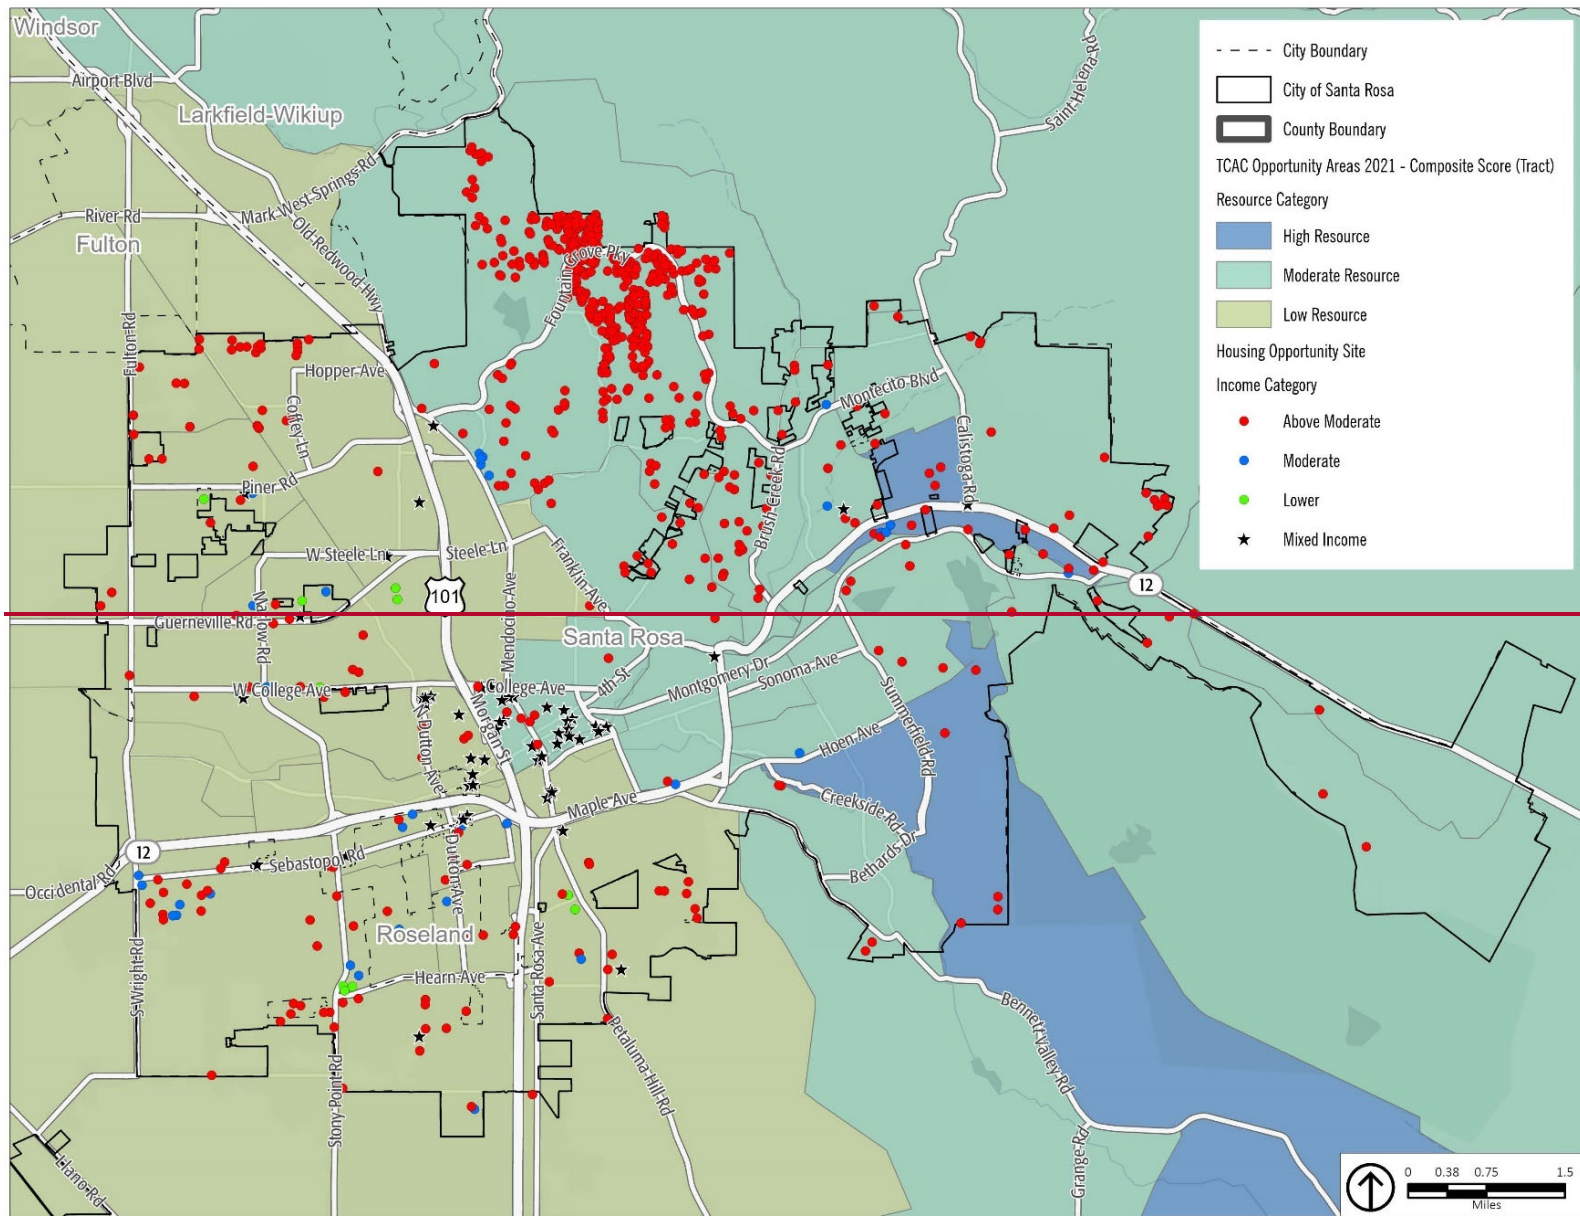 Windsor
Airport Blvd
Larkfield-Wikiup
Saint Helena Rd
Mark West Springs Rd
River Rd
Fulton
Old Redwood Hwy
Fountain Grove Pky
Fulton Rd
Hopper Ave
Coffey Ln
Montecito Blvd
Calistoga Rd
Brush Creek Rd
Piner Rd
W Steele Ln
Steele Ln
Franklin Ave
101
Mendocino Ave
Marlow Rd
Guerneville Rd
12
Santa Rosa
4th St
Montgomery Dr
Sonoma Ave
W College Ave
College Ave
N Dutton Ave
Morgan St
Summerfield Rd
Hoen Ave
Maple Ave
Creekside Rd
Bethards Dr
12
Sebastopol Rd
Dutton Ave
Occidental Rd
Roseland
S Wright Rd
Hearn Ave
Santa Rosa Ave
Stony Point Rd
Petaluma Hill Rd
Bennett Valley Rd
Grange Rd
Llano Rd
City Boundary
City of Santa Rosa
County Boundary
TCAC Opportunity Areas 2021 - Composite Score (Tract)
Resource Category
High Resource
Moderate Resource
Low Resource
Housing Opportunity Site
Income Category
Above Moderate
Moderate
Lower
Mixed Income
0 0.38 0.75 1.5
Miles